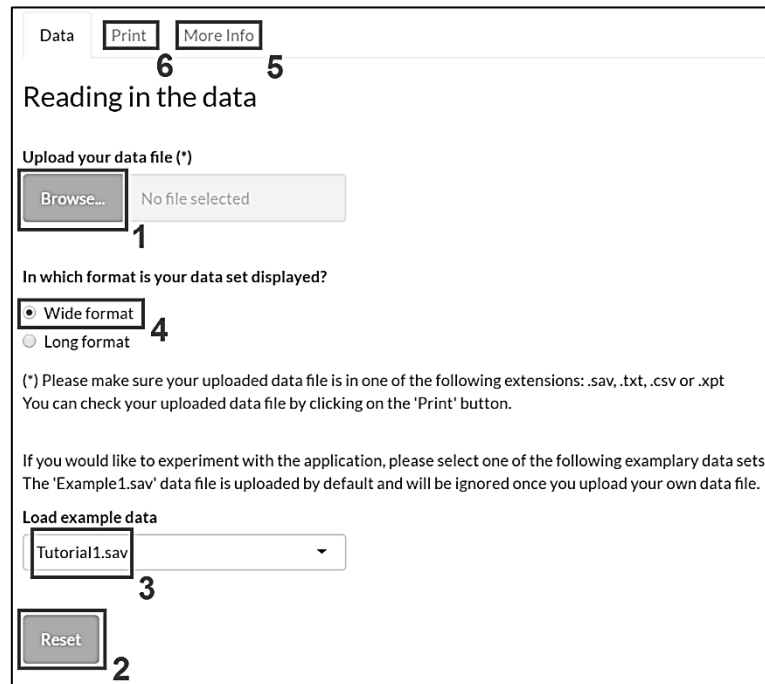 Data Print More Info
6 5
Reading in the data
Upload your data file (*)
Browse... No file selected
1
In which format is your data set displayed?
Wide format
4
Long format
(*) Please make sure your uploaded data file is in one of the following extensions: .sav, .txt, .csv or .xpt
You can check your uploaded data file by clicking on the 'Print' button.
If you would like to experiment with the application, please select one of the following examplary data sets
The 'Example1.sav' data file is uploaded by default and will be ignored once you upload your own data file.
Load example data
Tutorial1.sav
3
Reset
2